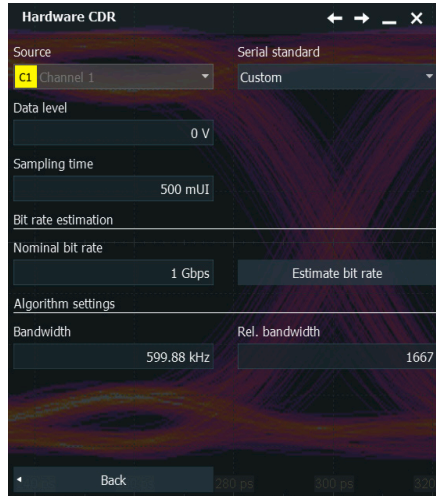 Hardware CDR
Source
Serial standard
C1 Channel 1
Custom
Data level
0 V
Sampling time
500 mUI
Bit rate estimation
Nominal bit rate
1 Gbps
Estimate bit rate
Algorithm settings
Bandwidth
Rel. bandwidth
599.88 kHz
1667
Back
280 ps
300 ps
320